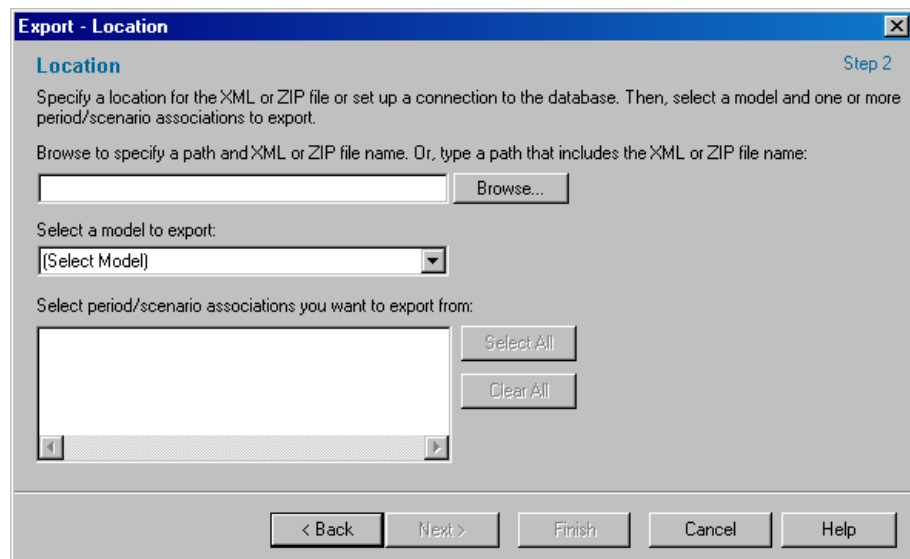 Export - Location
Location
Step 2
Specify a location for the XML or ZIP file or set up a connection to the database. Then, select a model and one or more
period/scenario associations to export.
Browse to specify a path and XML or ZIP file name. Or, type a path that includes the XML or ZIP file name:
Browse...
Select a model to export:
(Select Model)
Select period/scenario associations you want to export from:
Select All
Clear All
< Back
Next >
Finish
Cancel
Help